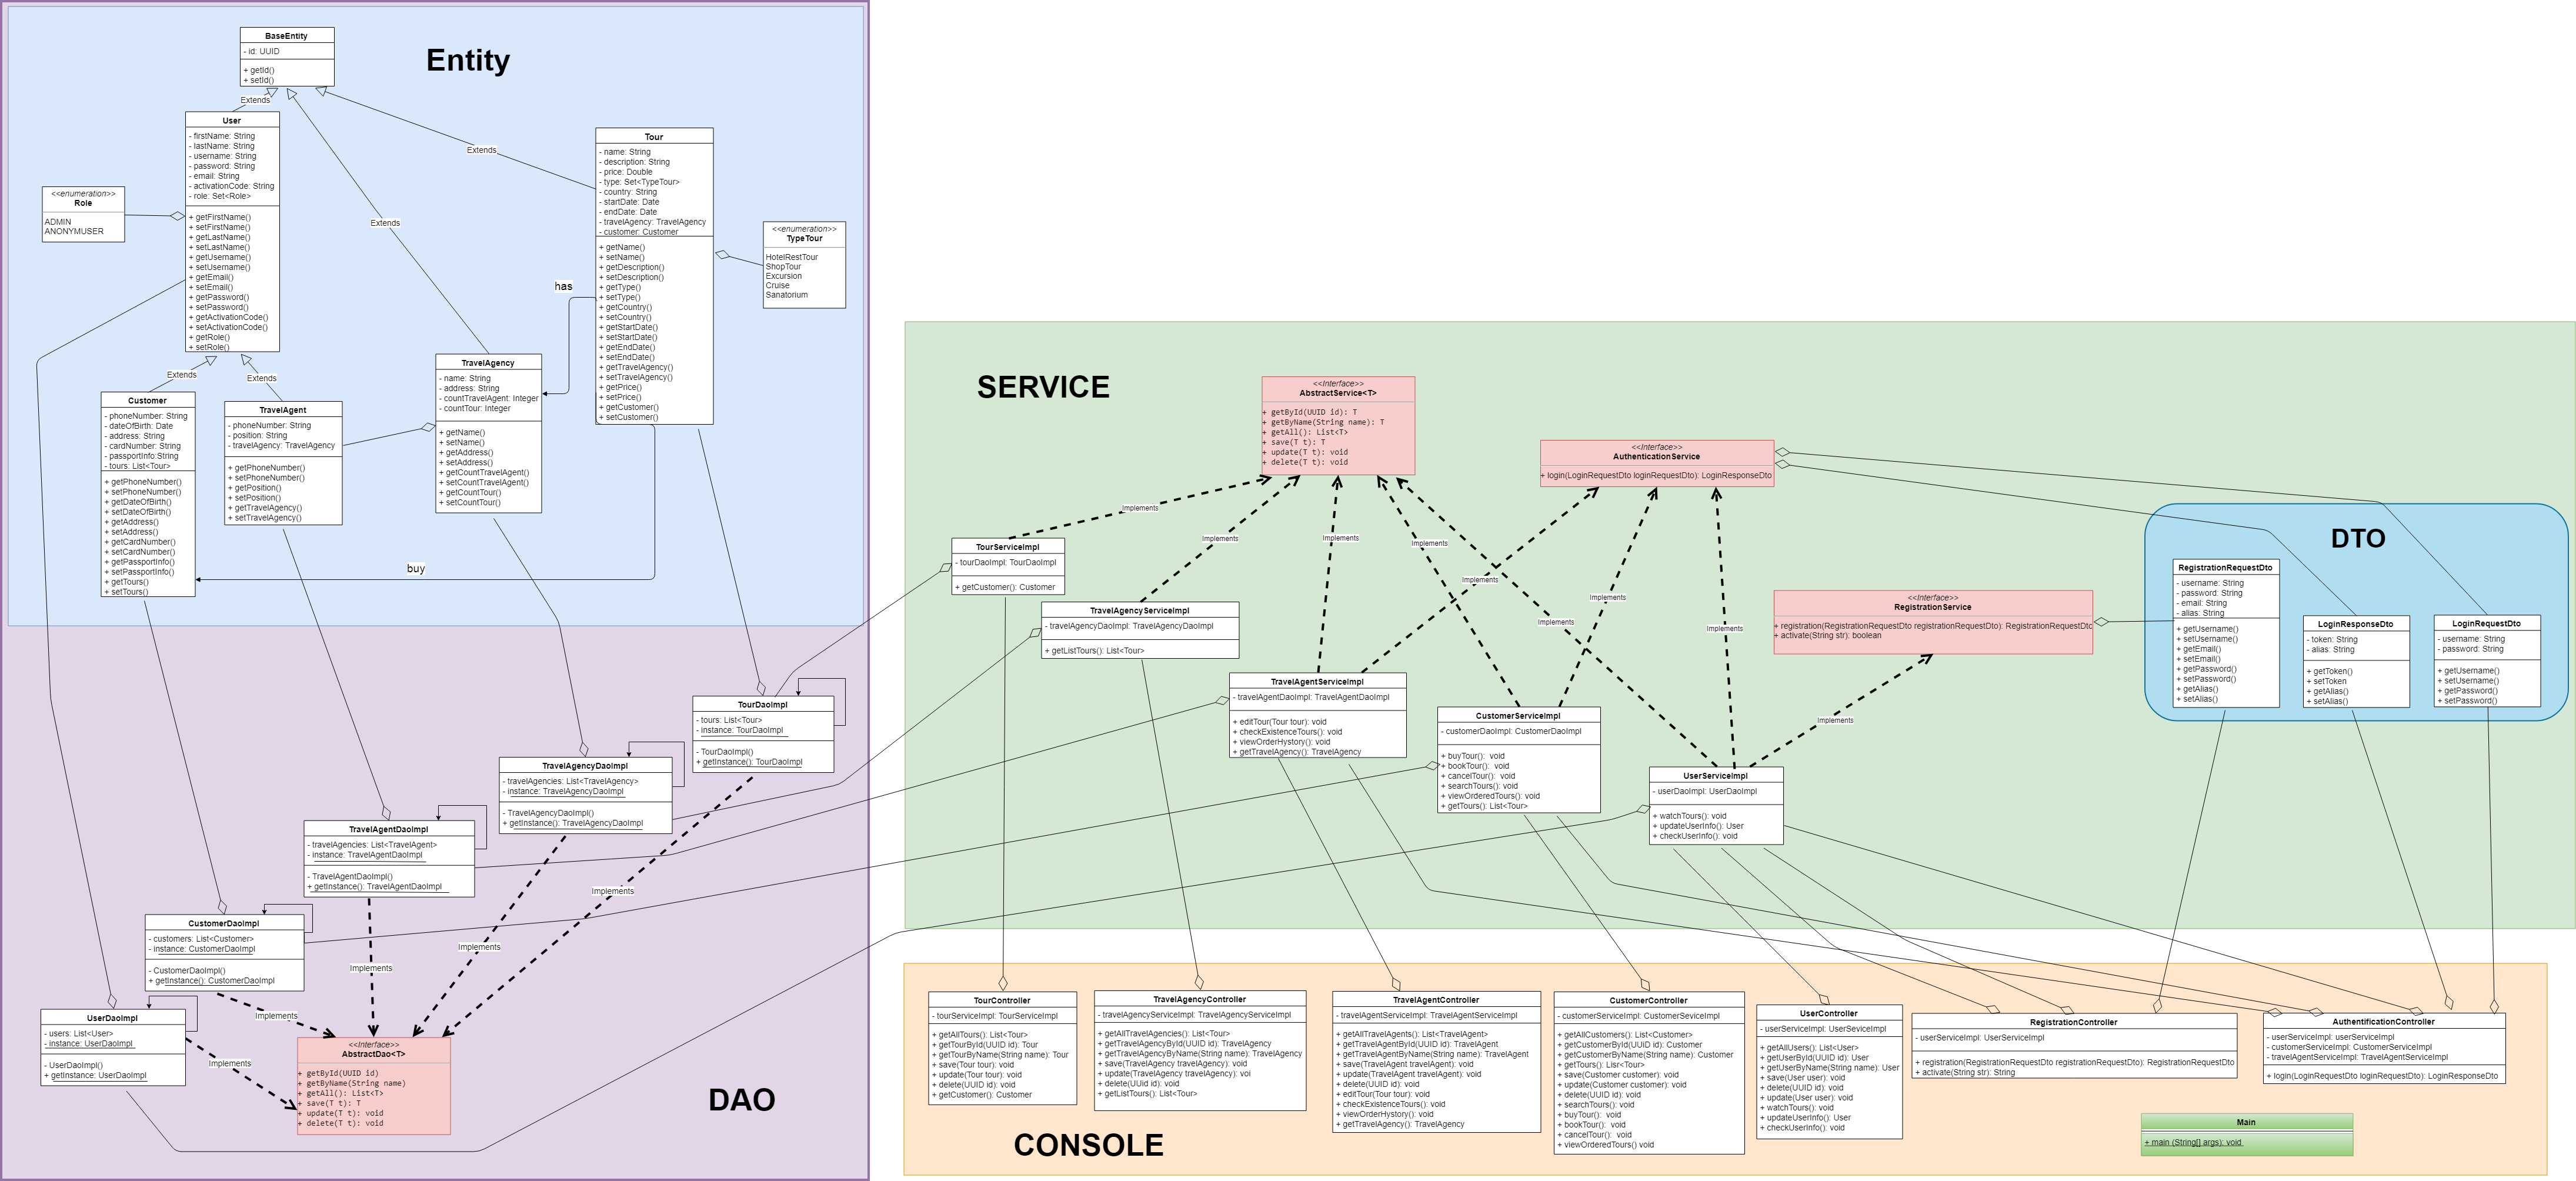 Entity
BaseEntity
- id: UUID
+ getId()
+ setId()
Extends
User
- firstName: String
- lastName: String
- username: String
- password: String
- email: String
- activationCode: String
- role: Set<Role>
+ getFirstName()
+ setFirstName()
+ getLastName()
+ setLastName()
+ getUsername()
+ setUsername()
+ getEmail()
+ setEmail()
+ getPassword()
+ setPassword()
+ getActivationCode()
+ setActivationCode()
+ getRole()
+ setRole()
<<enumeration>>
Role
ADMIN
ANONYMUSER
Extends
Extends
Tour
- name: String
- description: String
- price: Double
- type: Set<TypeTour>
- country: String
- startDate: Date
- endDate: Date
- travelAgency: TravelAgency
- customer: Customer
+ getName()
+ setName()
+ getDescription()
+ setDescription()
+ getType()
+ setType()
+ getCountry()
+ setCountry()
+ getStartDate()
+ setStartDate()
+ getEndDate()
+ setEndDate()
+ getTravelAgency()
+ setTravelAgency()
+ getPrice()
+ setPrice()
+ getCustomer()
+ setCustomer()
<<enumeration>>
TypeTour
HotelRestTour
ShopTour
Excursion
Cruise
Sanatorium
has
Extends
Extends
Customer
- phoneNumber: String
- dateOfBirth: Date
- address: String
- cardNumber: String
- passportInfo:String
- tours: List<Tour>
+ getPhoneNumber()
+ setPhoneNumber()
+ getDateOfBirth()
+ setDateOfBirth()
+ getAddress()
+ setAddress()
+ getCardNumber()
+ setCardNumber()
+ getPassportInfo()
+ setPassportInfo()
+ getTours()
+ setTours()
TravelAgent
- phoneNumber: String
- position: String
- travelAgency: TravelAgency
+ getPhoneNumber()
+ setPhoneNumber()
+ getPosition()
+ setPosition()
+ getTravelAgency()
+ setTravelAgency()
TravelAgency
- name: String
- address: String
- countTravelAgent: Integer
- countTour: Integer
+ getName()
+ setName()
+ getAddress()
+ setAddress()
+ getCountTravelAgent()
+ setCountTravelAgent()
+ getCountTour()
+ setCountTour()
buy
TourDaoImpl
- tours: List<Tour>
- instance: TourDaoImpl
- TourDaoImpl()
+ getInstance(): TourDaoImpl
TravelAgencyDaoImpl
- travelAgencies: List<TravelAgency>
- instance: TravelAgencyDaoImpl
- TravelAgencyDaoImpl()
+ getInstance(): TravelAgencyDaoImpl
TravelAgentDaoImpl
- travelAgencies: List<TravelAgent>
- instance: TravelAgentDaoImpl
- TravelAgentDaoImpl()
+ getInstance(): TravelAgentDaoImpl
CustomerDaoImpl
- customers: List<Customer>
- instance: CustomerDaoImpl
- CustomerDaoImpl()
+ getInstance(): CustomerDaoImpl
UserDaoImpl
- users: List<User>
- instance: UserDaoImpl
- UserDaoImpl()
+ getInstance: UserDaoImpl
Implements
Implements
Implements
Implements
Implements
<<Interface>>
AbstractDao<T>
+ getById(UUID id)
+ getByName(String name)
+ getAll(): List<T>
+ save(T t): T
+ update(T t): void
+ delete(T t): void
DAO
SERVICE
<<Interface>>
AbstractService<T>
+ getById(UUID id): T
+ getByName(String name): T
+ getAll(): List<T>
+ save(T t): T
+ update(T t): void
+ delete(T t): void
<<Interface>>
AuthenticationService
+ login(LoginRequestDto loginRequestDto): LoginResponseDto
Implements
Implements
Implements
Implements
Implements
Implements
Implements
Implements
Implements
TourServiceImpl
- tourDaoImpl: TourDaoImpl
+ getCustomer(): Customer
TravelAgencyServiceImpl
- travelAgencyDaoImpl: TravelAgencyDaoImpl
+ getListTours(): List<Tour>
TravelAgentServiceImpl
- travelAgentDaoImpl: TravelAgentDaoImpl
+ editTour(Tour tour): void
+ checkExistenceTours(): void
+ viewOrderHystory(): void
+ getTravelAgency(): TravelAgency
CustomerServiceImpl
- customerDaoImpl: CustomerDaoImpl
+ buyTour(): void
+ bookTour(): void
+ cancelTour(): void
+ searchTours(): void
+ viewOrderedTours(): void
+ getTours(): List<Tour>
UserServiceImpl
- userDaoImpl: UserDaoImpl
+ watchTours(): void
+ updateUserInfo(): User
+ checkUserInfo(): void
<<Interface>>
RegistrationService
+ registration(RegistrationRequestDto registrationRequestDto): RegistrationRequestDto
+ activate(String str): boolean
DTO
RegistrationRequestDto
- username: String
- password: String
- email: String
- alias: String
+ getUsername()
+ setUsername()
+ getEmail()
+ setEmail()
+ getPassword()
+ setPassword()
+ getAlias()
+ setAlias()
LoginResponseDto
- token: String
- alias: String
+ getToken()
+ setToken
+ getAlias()
+ setAlias()
LoginRequestDto
- username: String
- password: String
+ getUsername()
+ setUsername()
+ getPassword()
+ setPassword()
TourController
- tourServiceImpl: TourServiceImpl
+ getAllTours(): List<Tour>
+ getTourById(UUID id): Tour
+ getTourByName(String name): Tour
+ save(Tour tour): void
+ update(Tour tour): void
+ delete(UUID id): void
+ getCustomer(): Customer
TravelAgencyController
- travelAgencyServiceImpl: TravelAgencyServiceImpl
+ getAllTravelAgencies(): List<Tour>
+ getTravelAgencyById(UUID id): TravelAgency
+ getTravelAgencyByName(String name): TravelAgency
+ save(TravelAgency travelAgency): void
+ update(TravelAgency travelAgency): voi
+ delete(UUid id): void
+ getListTours(): List<Tour>
TravelAgentController
- travelAgentServiceImpl: TravelAgentServiceImpl
+ getAllTravelAgents(): List<TravelAgent>
+ getTravelAgentById(UUID id): TravelAgent
+ getTravelAgentByName(String name): TravelAgent
+ save(TravelAgent travelAgent): void
+ update(TravelAgent travelAgent): void
+ delete(UUID id): void
+ editTour(Tour tour): void
+ checkExistenceTours(): void
+ viewOrderHystory(): void
+ getTravelAgency(): TravelAgency
CustomerController
- customerServiceImpl: CustomerSeviceImpl
+ getAllCustomers(): List<Customer>
+ getCustomerById(UUID id): Customer
+ getCustomerByName(String name): Customer
+ getTours(): Lisr<Tour>
+ save(Customer customer): void
+ update(Customer customer): void
+ delete(UUID id): void
+ searchTours(): void
+ buyTour(): void
+ bookTour(): void
+ cancelTour(): void
+ viewOrderedTours() void
UserController
- userServiceImpl: UserSeviceImpl
+ getAllUsers(): List<User>
+ getUserById(UUID id): User
+ getUserByName(String name): User
+ save(User user): void
+ delete(UUID id): void
+ update(User user): void
+ watchTours(): void
+ updateUserInfo(): User
+ checkUserInfo(): void
RegistrationController
- userServiceImpl: UserServiceImpl
+ registration(RegistrationRequestDto registrationRequestDto): RegistrationRequestDto
+ activate(String str): String
AuthentificationController
- userServiceImpl: userServiceImpl
- customerServiceImpl: CustomerServiceImpl
- travelAgentServiceImpl: TravelAgentServiceImpl
+ login(LoginRequestDto loginRequestDto): LoginResponseDto
Main
+ main (String[] args): void
CONSOLE